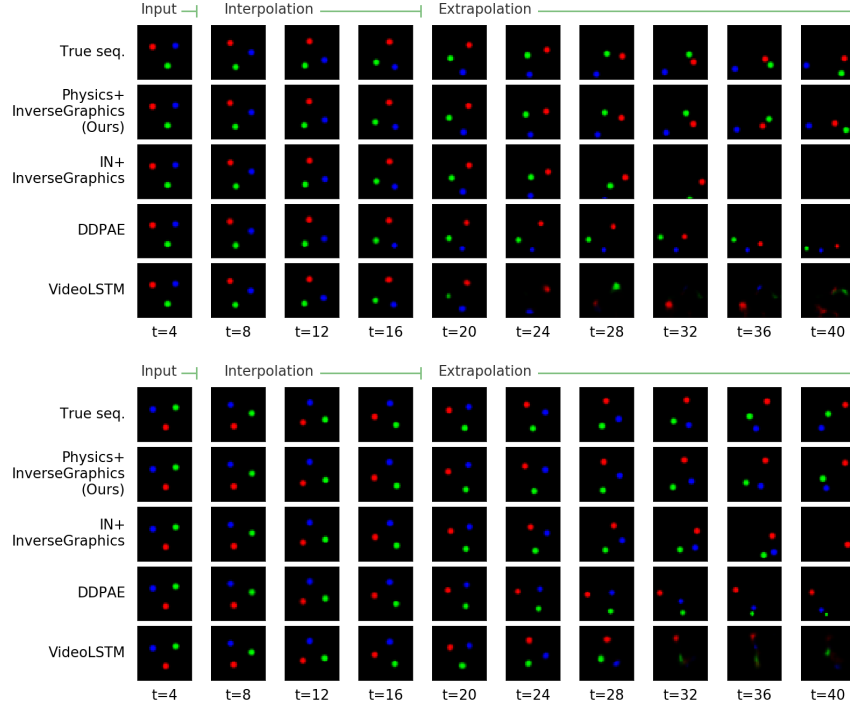 Input Interpolation Extrapolation
True seq.
Physics+
InverseGraphics
(Ours)
IN+
InverseGraphics
DDPAE
VideoLSTM
t=4 t=8 t=12 t=16 t=20 t=24 t=28 t=32 t=36 t=40
Input Interpolation Extrapolation
True seq.
Physics+
InverseGraphics
(Ours)
IN+
InverseGraphics
DDPAE
VideoLSTM
t=4 t=8 t=12 t=16 t=20 t=24 t=28 t=32 t=36 t=40